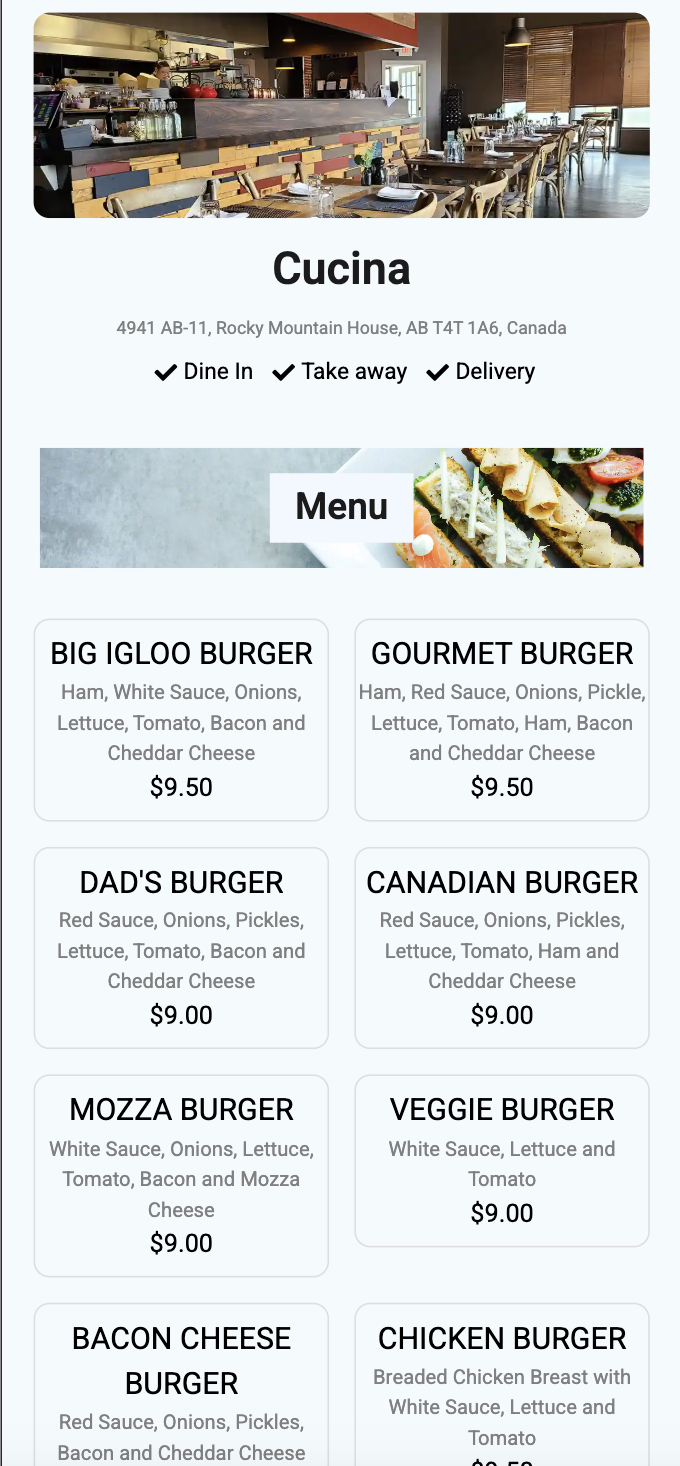 Cucina
4941 AB-11, Rocky Mountain House, AB T4T 1A6, Canada
Dine In Take away Delivery
Menu
BIG IGLOO BURGER
Ham, White Sauce, Onions,
Lettuce, Tomato, Bacon and
Cheddar Cheese
$9.50
GOURMET BURGER
Ham, Red Sauce, Onions, Pickle,
Lettuce, Tomato, Ham, Bacon
and Cheddar Cheese
$9.50
DAD'S BURGER
Red Sauce, Onions, Pickles,
Lettuce, Tomato, Bacon and
Cheddar Cheese
$9.00
CANADIAN BURGER
Red Sauce, Onions, Pickles,
Lettuce, Tomato, Ham and
Cheddar Cheese
$9.00
MOZZA BURGER
White Sauce, Onions, Lettuce,
Tomato, Bacon and Mozza
Cheese
$9.00
VEGGIE BURGER
White Sauce, Lettuce and
Tomato
$9.00
BACON CHEESE
BURGER
Red Sauce, Onions, Pickles,
Bacon and Cheddar Cheese
CHICKEN BURGER
Breaded Chicken Breast with
White Sauce, Lettuce and
Tomato